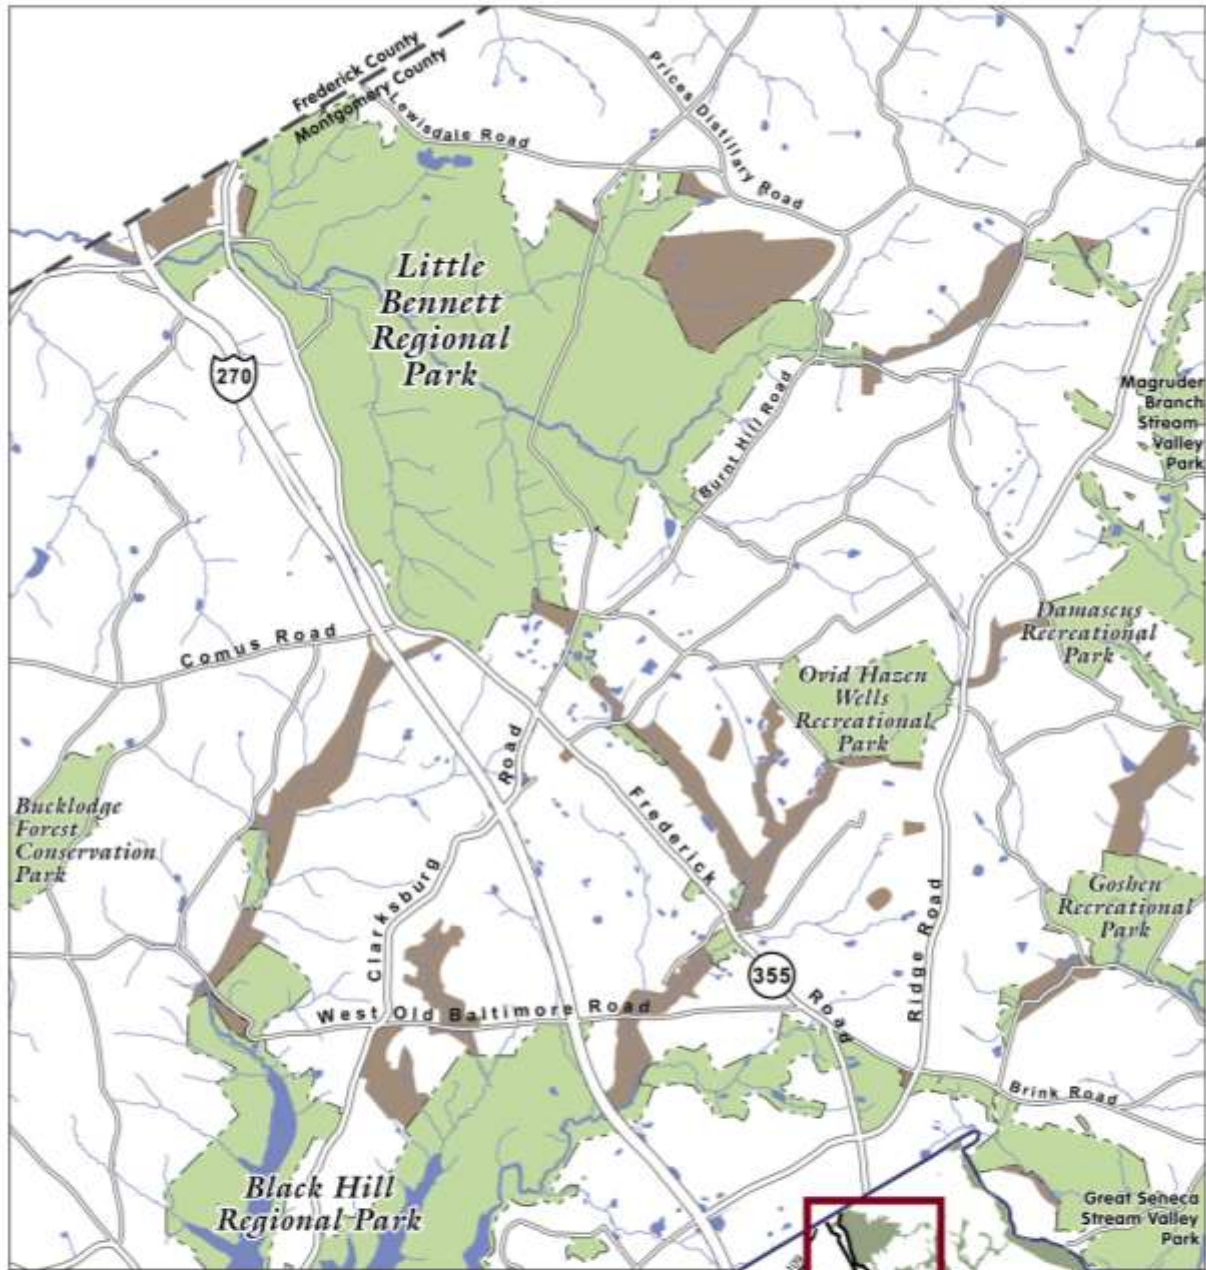 Frederick County
Montgomery County
Lewisdale Road
Prices Distillary Road
Little
Bennett
Regional
Park
270
Magruder
Branch
Stream
Valley
Park
Burnt Hill Road
Comus Road
Damascus
Recreational
Park
Ovid Hazen
Wells
Recreational
Park
Road
Bucklodge
Forest
Conservation
Park
Frederick
Clarksburg
Goshen
Recreational
Park
Ridge Road
355
West Old Baltimore Road
Road
Brink Road
Black Hill
Regional Park
Great Seneca
Stream Valley
Park